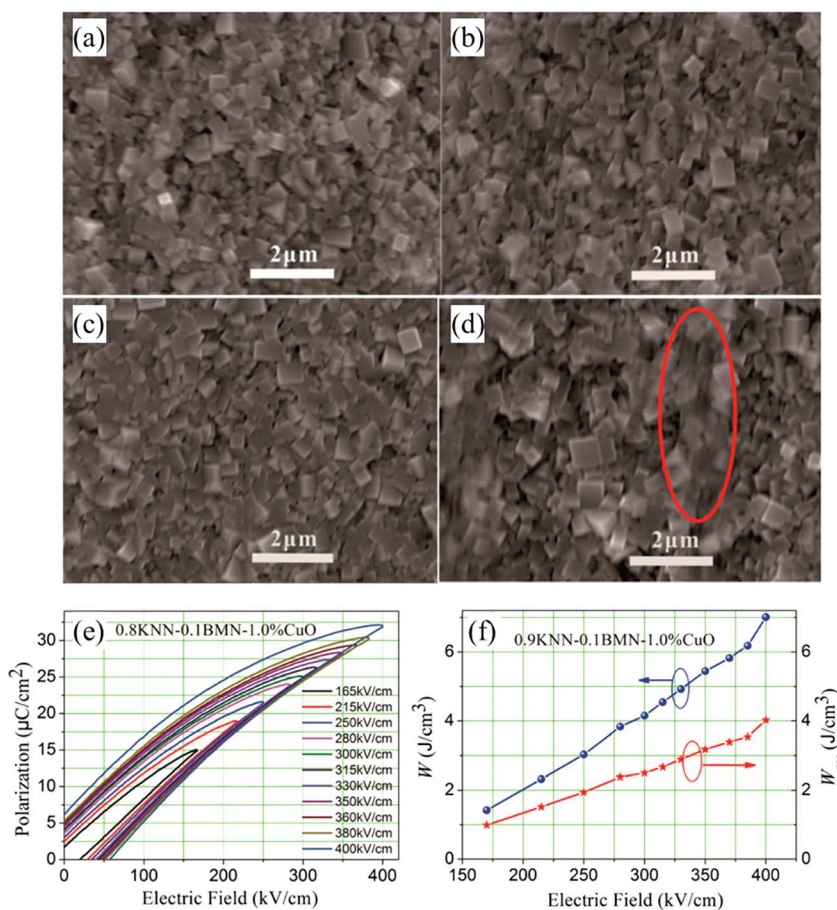 (a)
(b)
2μm
2μm
(c)
(d)
2μm
2μm
(e)
0.8KNN-0.1BMN-1.0%CuO
Polarization (μC/cm²)
30
25
20
15
10
5
0
165kV/cm
215kV/cm
250kV/cm
280kV/cm
300kV/cm
315kV/cm
330kV/cm
350kV/cm
360kV/cm
380kV/cm
400kV/cm
0 100 200 300 400
Electric Field (kV/cm)
(f)
0.9KNN-0.1BMN-1.0%CuO
W (J/cm³)
6
4
2
0
6
4
2
0
(J/cm³)
150 200 250 300 350 400
Electric Field (kV/cm)